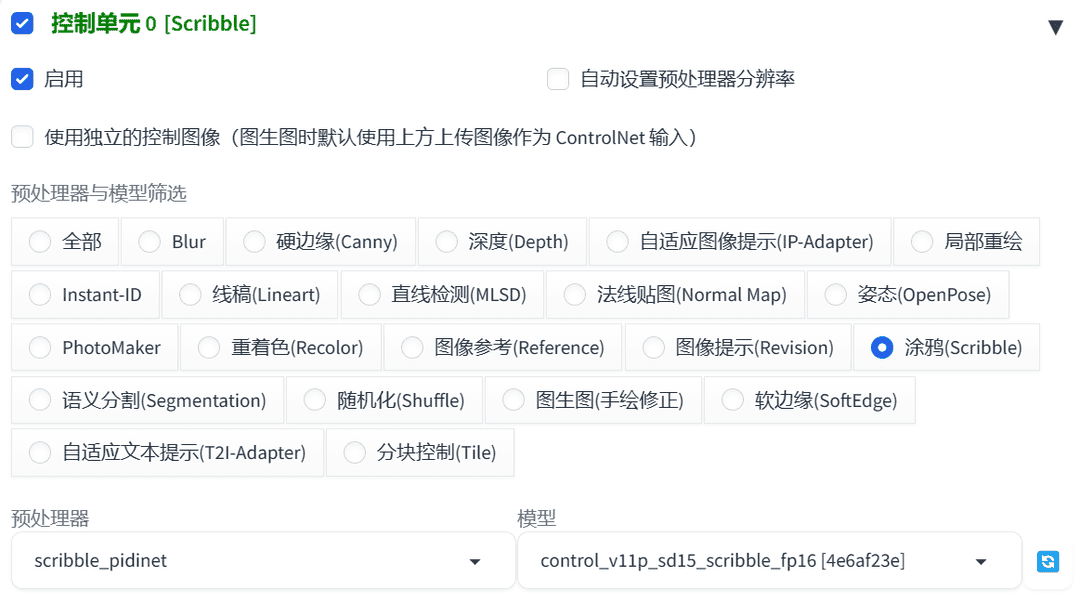 控制单元 0 [Scribble]
启用 自动设置预处理器分辨率
使用独立的控制图像（图生图时默认使用上方上传图像作为 ControlNet 输入）
预处理器与模型筛选
全部 Blur 硬边缘(Canny) 深度(Depth) 自适应图像提示(IP-Adapter) 局部重绘
Instant-ID 线稿(Lineart) 直线检测(MLSD) 法线贴图(Normal Map) 姿态(OpenPose)
PhotoMaker 重着色(Recolor) 图像参考(Reference) 图像提示(Revision) 涂鸦(Scribble)
语义分割(Segmentation) 随机化(Shuffle) 图生图(手绘修正) 软边缘(SoftEdge)
自适应文本提示(T2I-Adapter) 分块控制(Tile)
预处理器 模型
scribble_pidinet control_v11p_sd15_scribble_fp16 [4e6af23e]